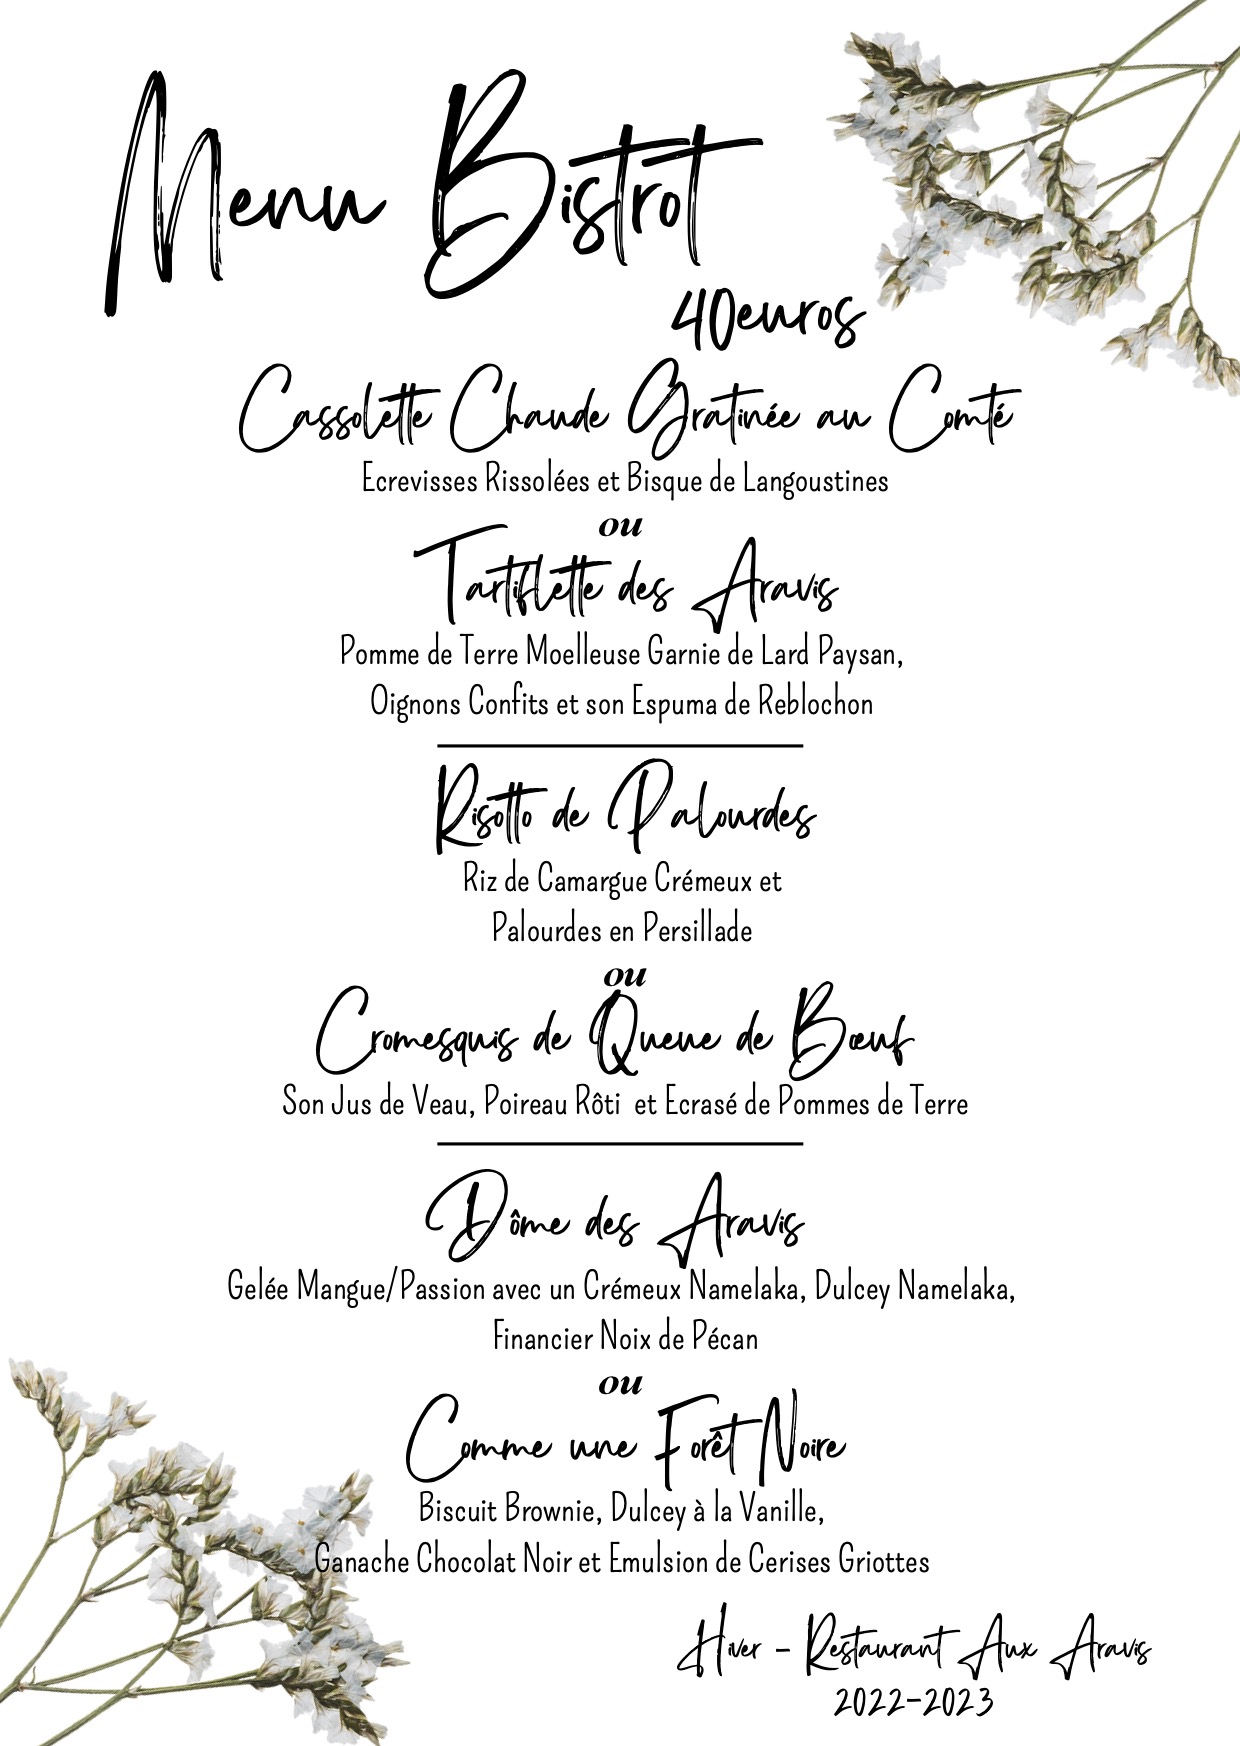 Menu Bistrot
40euros
Cassolette Chaude Gratinée au Comté
Ecrevisses Rissolées et Bisque de Langoustines
ou
Tartiflette des Aravis
Pomme de Terre Moelleuse Garnie de Lard Paysan,
Oignons Confits et son Espuma de Reblochon
Risotto de Palourdes
Riz de Camargue Crémeux et
Palourdes en Persillade
ou
Cromesquis de Queue de Bœuf
Son Jus de Veau, Poireau Rôti et Ecrasé de Pommes de Terre
Dôme des Aravis
Gelée Mangue/Passion avec un Crémeux Namelaka, Dulcey Namelaka,
Financier Noix de Pécan
ou
Comme une Forêt Noire
Biscuit Brownie, Dulcey à la Vanille,
Ganache Chocolat Noir et Emulsion de Cerises Griottes
Hiver - Restaurant Aux Aravis
2022-2023